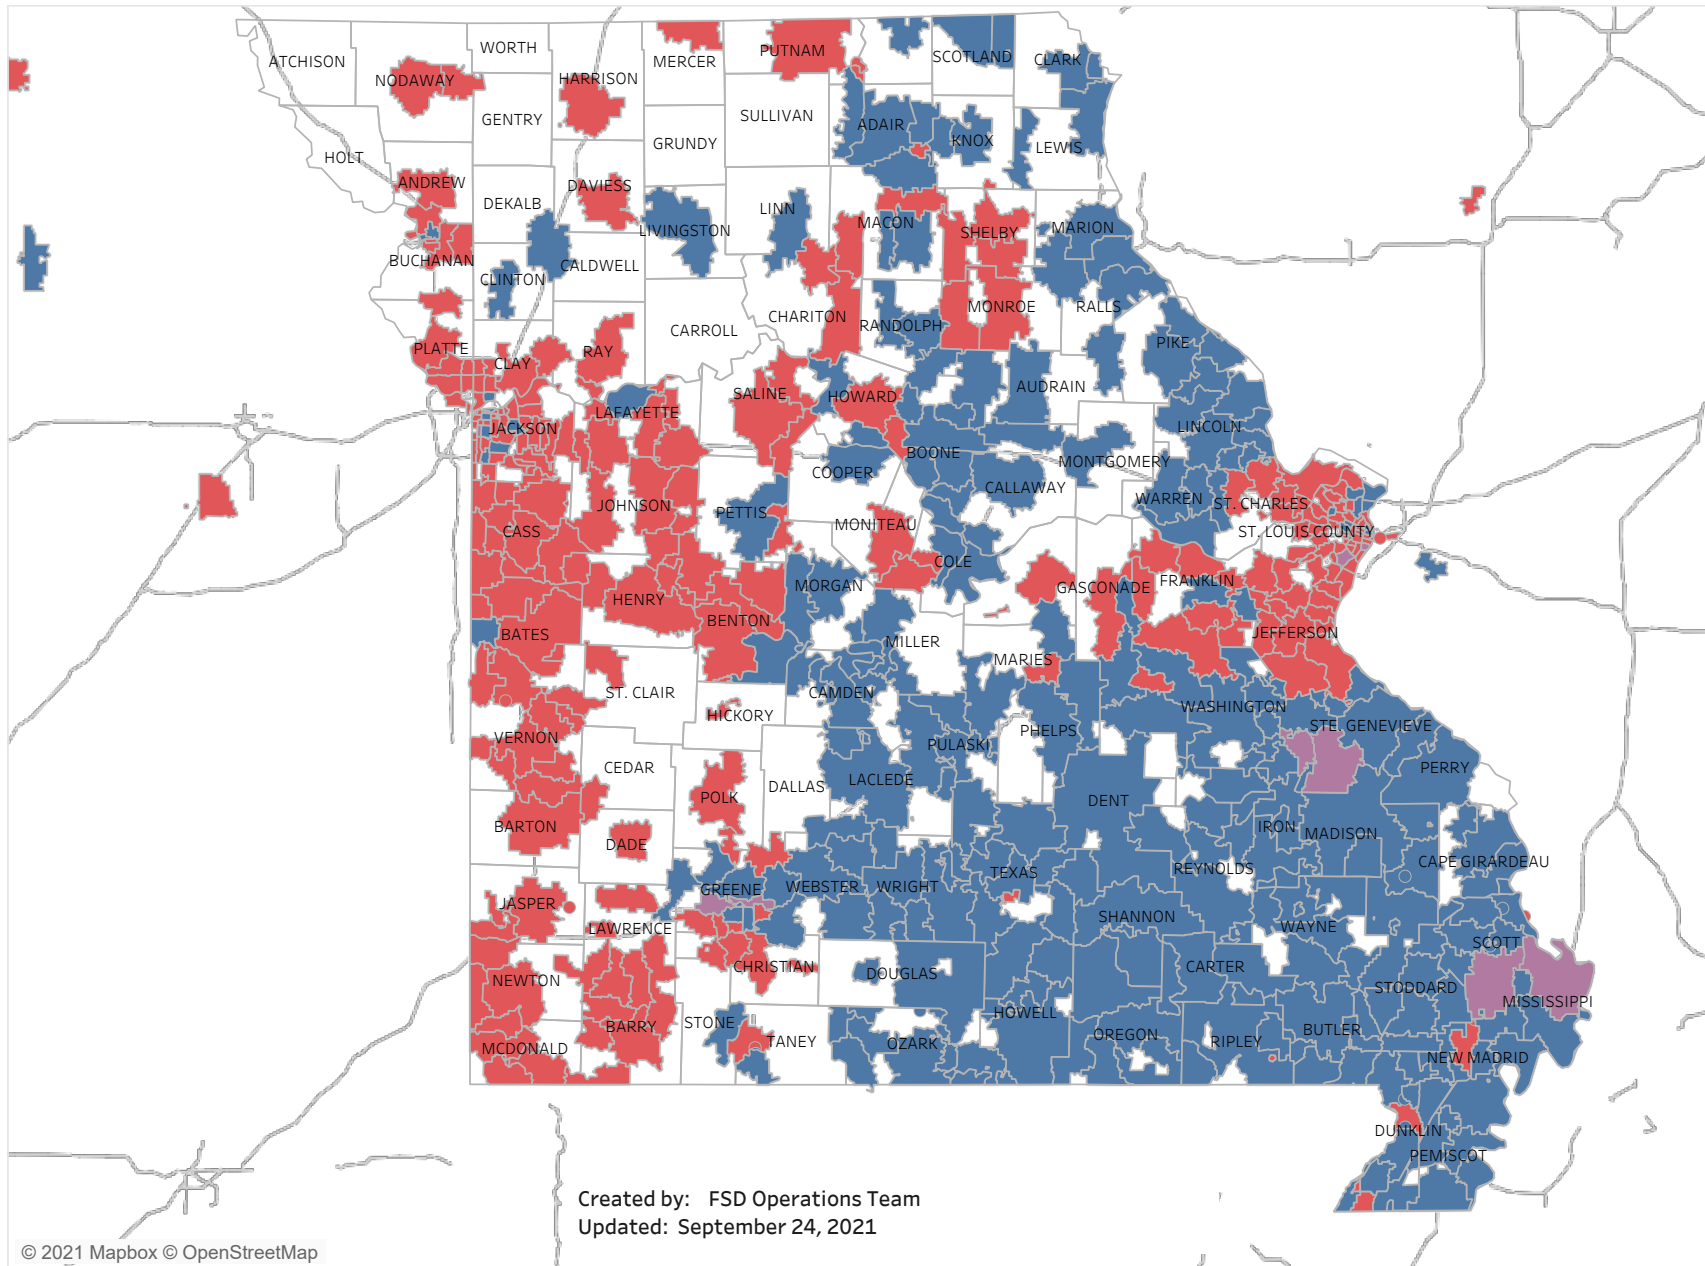 ATCHISON
WORTH
NODAWAY
HARRISON
MERCER
PUTNAM
SCOTLAND
CLARK
GENTRY
SULLIVAN
ADAIR
KNOX
LEWIS
GRUNDY
HOLT
ANDREW
DEKALB
DAVIESS
LIVINGSTON
LINN
MACON
SHELBY
MARION
BUCHANAN
CLINTON
CALDWELL
CARROLL
CHARITON
RANDOLPH
MONROE
RALLS
PLATTE
CLAY
RAY
PIKE
SALINE
HOWARD
AUDRAIN
LAFAYETTE
JACKSON
LINCOLN
COOPER
BOONE
MONTGOMERY
CALLAWAY
WARREN
ST. CHARLES
ST. LOUIS COUNTY
CASS
JOHNSON
PETTIS
MONITEAU
COLE
MORGAN
GASCONADE
FRANKLIN
HENRY
BENTON
BATES
MILLER
JEFFERSON
MARIES
ST. CLAIR
CAMDEN
HICKORY
WASHINGTON
STE. GENEVIEVE
VERNON
PULASKI
PHELPS
CEDAR
DALLAS
LACLEDE
PERRY
POLK
DENT
BARTON
DADE
IRON
MADISON
CAPE GIRARDEAU
JASPER
GREENE
WEBSTER
WRIGHT
TEXAS
REYNOLDS
LAWRENCE
SHANNON
WAYNE
SCOTT
NEWTON
CHRISTIAN
DOUGLAS
CARTER
STODDARD
MISSISSIPPI
BARRY
STONE
TANEY
OZARK
HOWELL
OREGON
RIPLEY
BUTLER
NEW MADRID
MCDONALD
DUNKLIN
PEMISCOT
Created by: FSD Operations Team
Updated: September 24, 2021
© 2021 Mapbox © OpenStreetMap